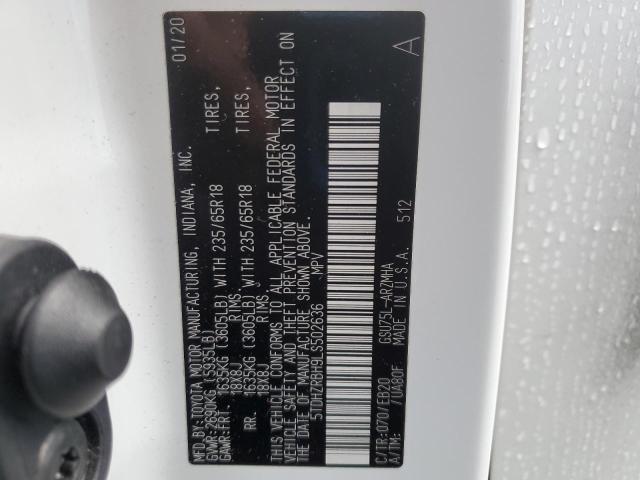 MFD.BY:TOYOTA MOTOR MANUFACTURING, INDIANA, INC. 01/20
GVWR:2690KG (5935LB)
GAWR:FRT. 1635KG (3605LB) WITH 235/65R18 TIRES,
18X8J RIMS
RR. 1635KG (3605LB) WITH 235/65R18 TIRES,
18X8J RIMS
THIS VEHICLE CONFORMS TO ALL APPLICABLE FEDERAL MOTOR
VEHICLE SAFETY AND THEFT PREVENTION STANDARDS IN EFFECT ON
THE DATE OF MANUFACTURE SHOWN ABOVE.
5TDHZRBH9LS502636 MPV
A
C/TR:070/EB20 GSU75L-ARZMHA
A/TM: /UA80F MADE IN U.S.A. 512